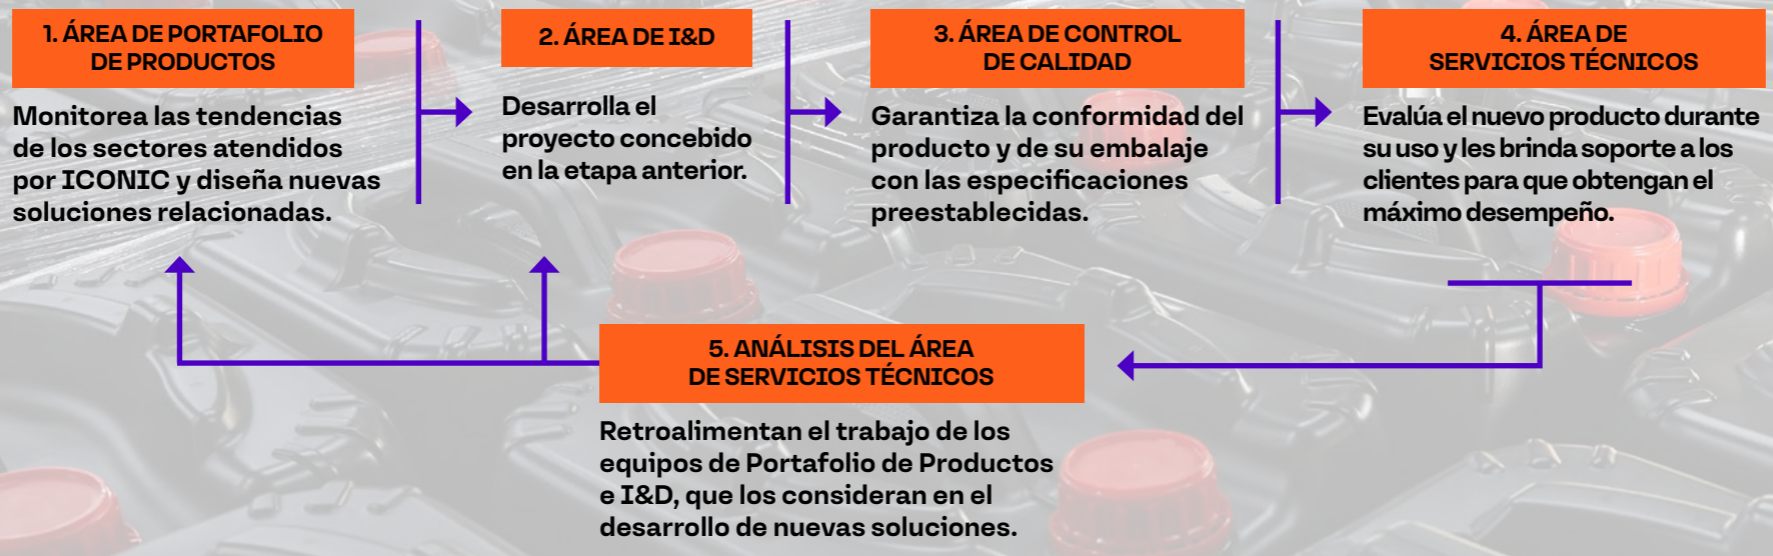 1. ÁREA DE PORTAFOLIO
DE PRODUCTOS
Monitorea las tendencias
de los sectores atendidos
por ICONIC y diseña nuevas
soluciones relacionadas.
2. ÁREA DE I&D
Desarrolla el
proyecto concebido
en la etapa anterior.
3. ÁREA DE CONTROL
DE CALIDAD
Garantiza la conformidad del
producto y de su embalaje
con las especificaciones
preestablecidas.
4. ÁREA DE
SERVICIOS TÉCNICOS
Evalúa el nuevo producto durante
su uso y les brinda soporte a los
clientes para que obtengan el
máximo desempeño.
5. ANÁLISIS DEL ÁREA
DE SERVICIOS TÉCNICOS
Retroalimentan el trabajo de los
equipos de Portafolio de Productos
e I&D, que los consideran en el
desarrollo de nuevas soluciones.